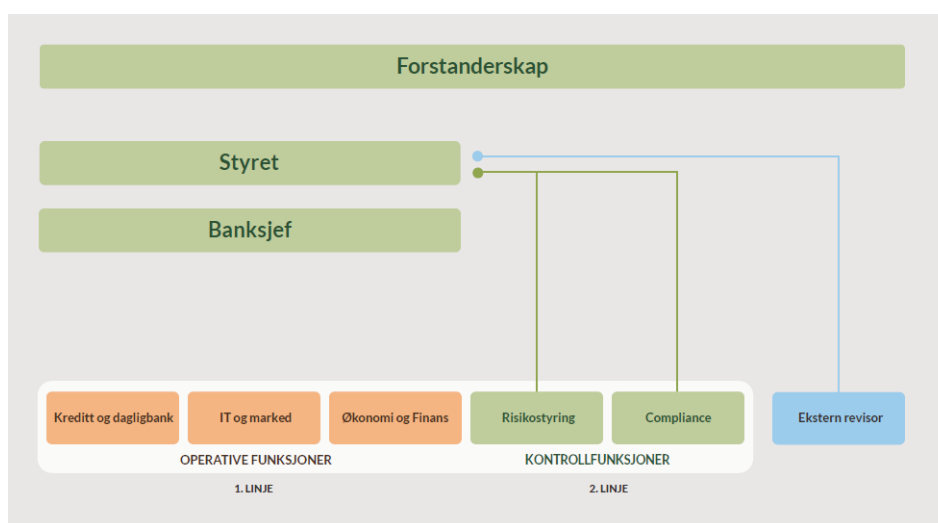 Forstanderskap
Styret
Banksjef
Kreditt og dagligbank
IT og marked
Økonomi og Finans
Risikostyring
Compliance
Ekstern revisor
OPERATIVE FUNKSJONER
KONTROLLFUNKSJONER
1. LINJE
2. LINJE